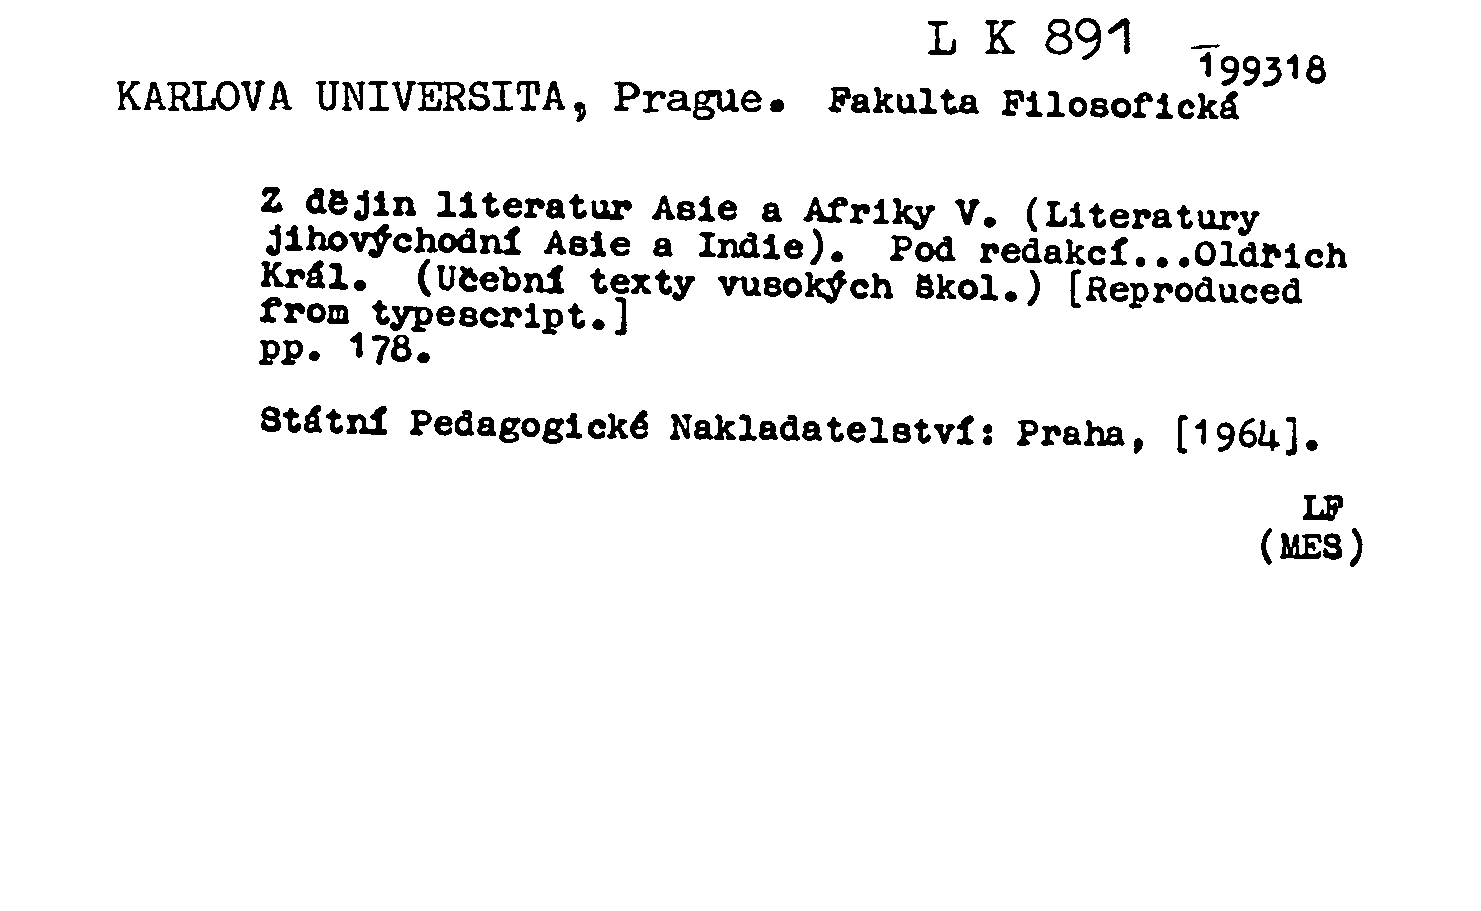 L K 891
199318
KARLOVA UNIVERSITA, Prague. Fakulta Filosofická
Z dějin literatur Asie a Afriky V. (Literatury
jihovýchodní Asie a Indie). Pod redakcí...Oldřich
Král. (Učební texty vusokých škol.) [Reproduced
from typescript.]
pp. 178.
Státní Pedagogické Nakladatelství: Praha, [1964].
LF
(MES)